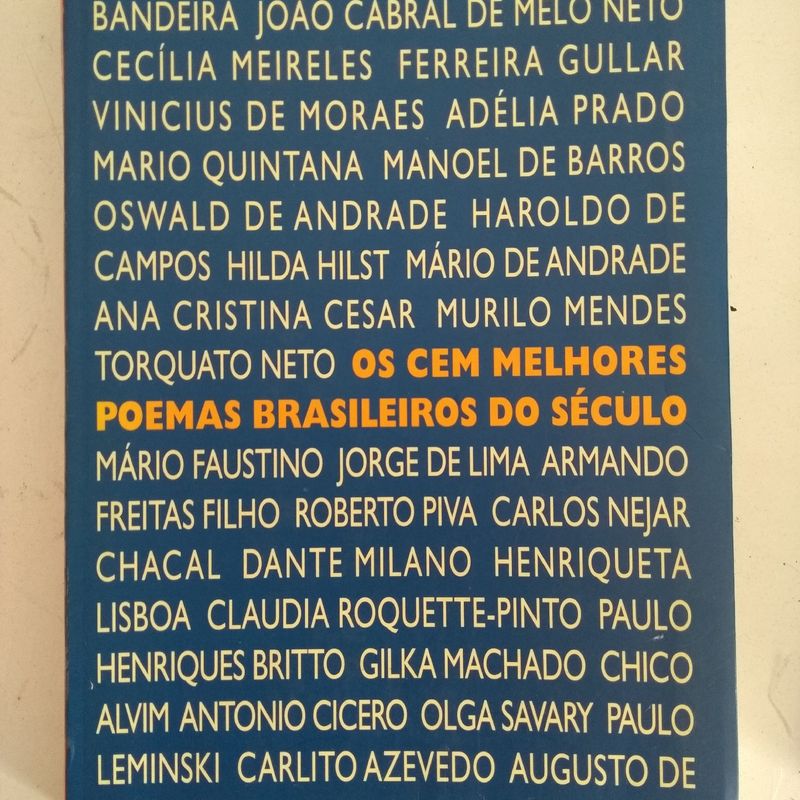 BANDEIRA JOÃO CABRAL DE MELO NETO
CECÍLIA MEIRELES FERREIRA GULLAR
VINICIUS DE MORAES ADÉLIA PRADO
MARIO QUINTANA MANOEL DE BARROS
OSWALD DE ANDRADE HAROLDO DE
CAMPOS HILDA HILST MÁRIO DE ANDRADE
ANA CRISTINA CESAR MURILO MENDES
TORQUATO NETO OS CEM MELHORES
POEMAS BRASILEIROS DO SÉCULO
MÁRIO FAUSTINO JORGE DE LIMA ARMANDO
FREITAS FILHO ROBERTO PIVA CARLOS NEJAR
CHACAL DANTE MILANO HENRIQUETA
LISBOA CLAUDIA ROQUETTE-PINTO PAULO
HENRIQUES BRITTO GILKA MACHADO CHICO
ALVIM ANTONIO CICERO OLGA SAVARY PAULO
LEMINSKI CARLITO AZEVEDO AUGUSTO DE